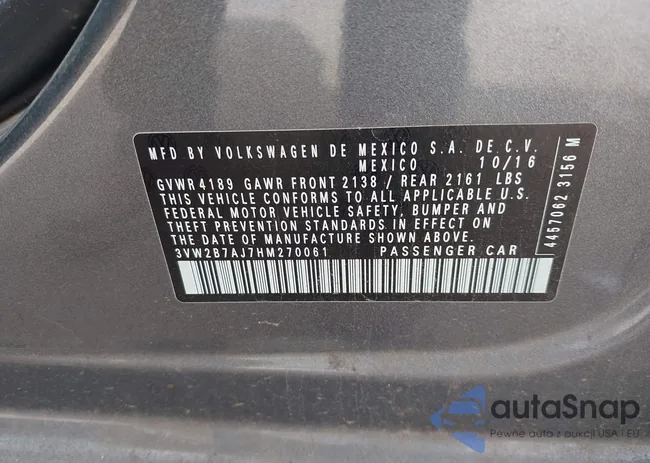 MFD BY VOLKSWAGEN DE MEXICO S.A. DE C.V.
MEXICO 10/16
GVWR 4189 GAWR FRONT 2138 / REAR 2161 LBS
THIS VEHICLE CONFORMS TO ALL APPLICABLE U.S.
FEDERAL MOTOR VEHICLE SAFETY, BUMPER AND
THEFT PREVENTION STANDARDS IN EFFECT ON
THE DATE OF MANUFACTURE SHOWN ABOVE.
3VW2B7AJ7HM270061 PASSENGER CAR
4457062 3156 M
autaSnap
Pewne auta z aukcji USA i EU